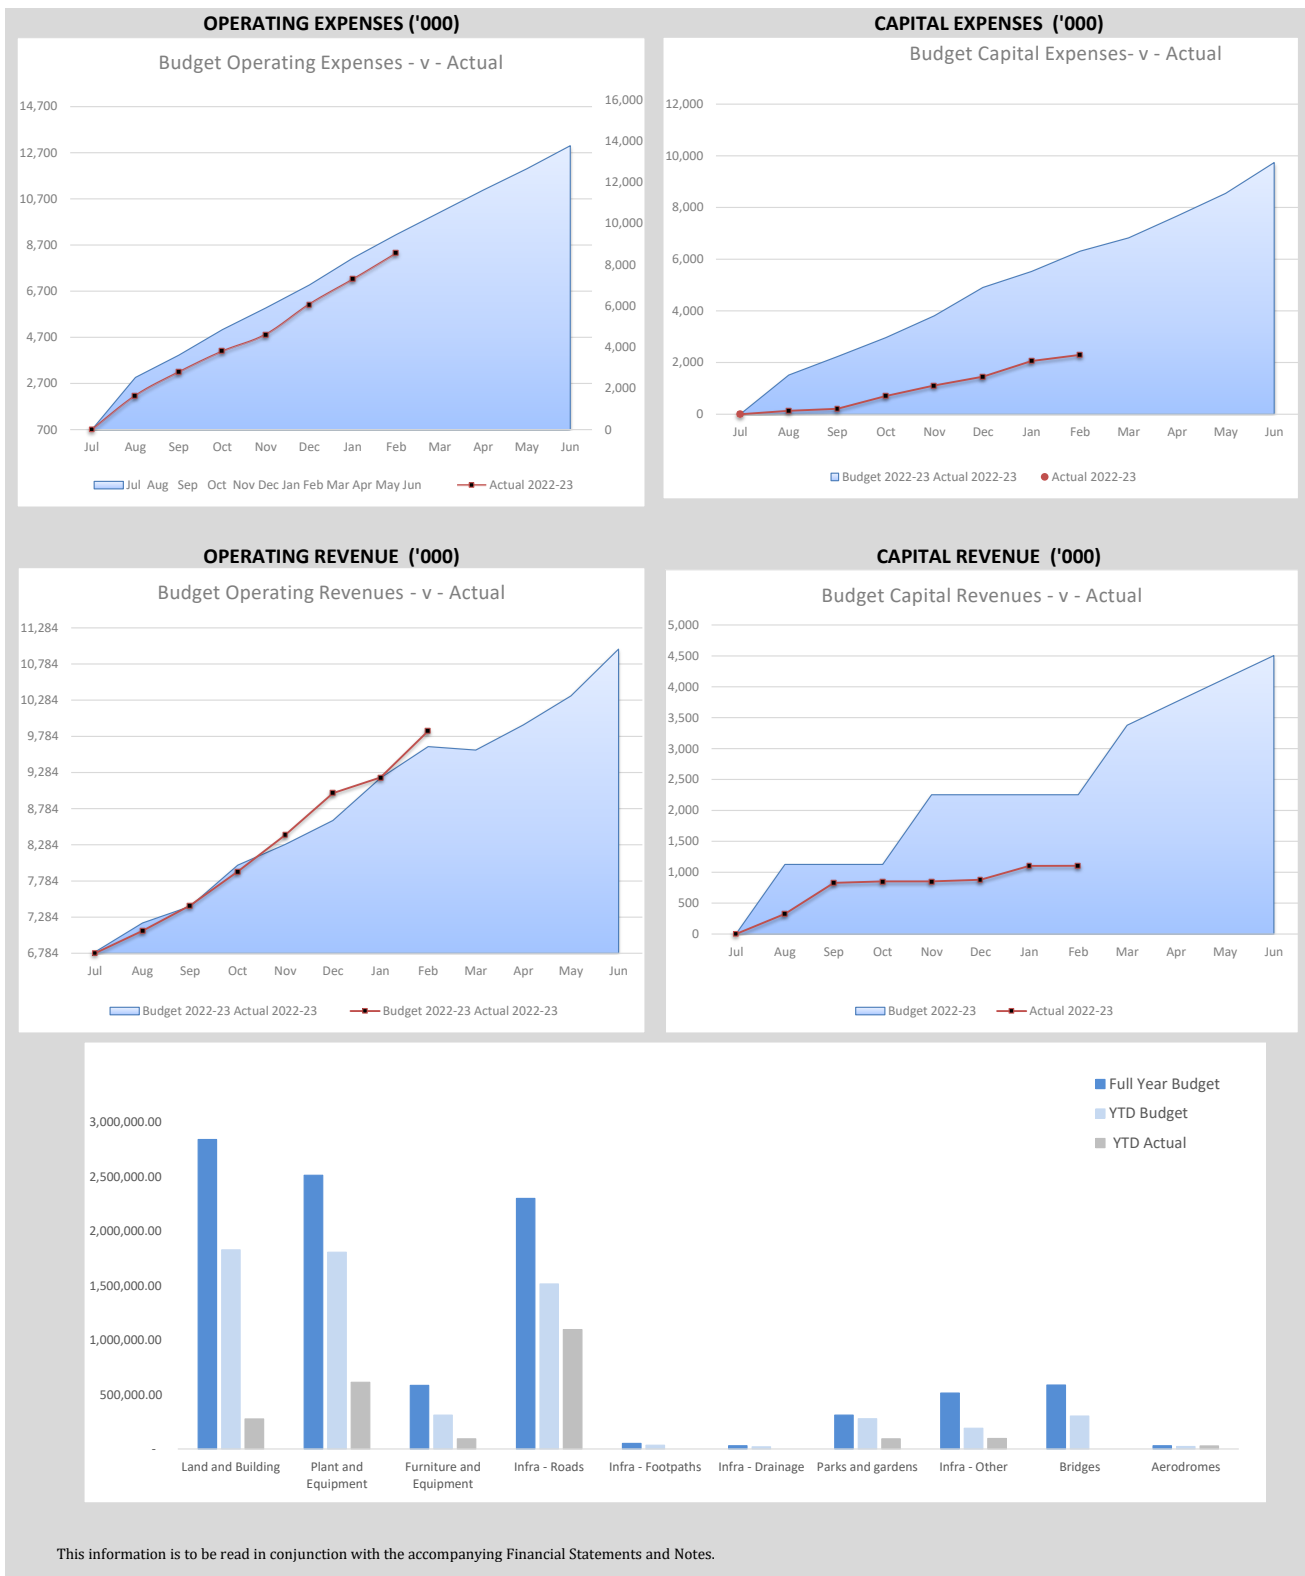 OPERATING EXPENSES ('000)
Budget Operating Expenses - v - Actual
14,700
12,700
10,700
8,700
6,700
4,700
2,700
700
16,000
14,000
12,000
10,000
8,000
6,000
4,000
2,000
0
Jul Aug Sep Oct Nov Dec Jan Feb Mar Apr May Jun
Jul Aug Sep Oct Nov Dec Jan Feb Mar Apr May Jun Actual 2022-23
CAPITAL EXPENSES ('000)
Budget Capital Expenses- v - Actual
12,000
10,000
8,000
6,000
4,000
2,000
0
Jul Aug Sep Oct Nov Dec Jan Feb Mar Apr May Jun
Budget 2022-23 Actual 2022-23 Actual 2022-23
OPERATING REVENUE ('000)
Budget Operating Revenues - v - Actual
11,284
10,784
10,284
9,784
9,284
8,784
8,284
7,784
7,284
6,784
Jul Aug Sep Oct Nov Dec Jan Feb Mar Apr May Jun
Budget 2022-23 Actual 2022-23 Budget 2022-23 Actual 2022-23
CAPITAL REVENUE ('000)
Budget Capital Revenues - v - Actual
5,000
4,500
4,000
3,500
3,000
2,500
2,000
1,500
1,000
500
0
Jul Aug Sep Oct Nov Dec Jan Feb Mar Apr May Jun
Budget 2022-23 Actual 2022-23
Full Year Budget
YTD Budget
YTD Actual
3,000,000.00
2,500,000.00
2,000,000.00
1,500,000.00
1,000,000.00
500,000.00
-
Land and Building Plant and Furniture and Infra - Roads Infra - Footpaths Infra - Drainage Parks and gardens Infra - Other Bridges Aerodromes
Equipment Equipment
This information is to be read in conjunction with the accompanying Financial Statements and Notes.